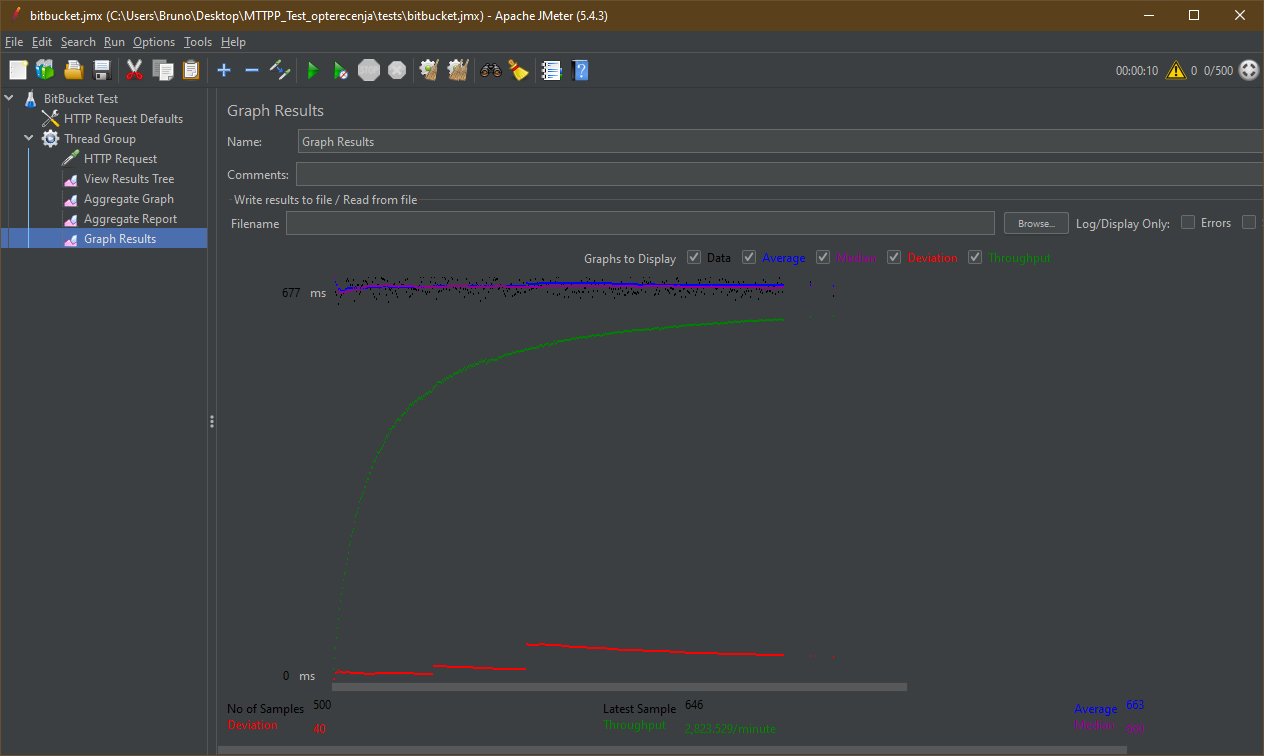 bitbucket.jmx (C:\Users\Bruno\Desktop\MTTPP_Test_opterecenja\tests\bitbucket.jmx) - Apache JMeter (5.4.3)
File Edit Search Run Options Tools Help
STOP
00:00:10 0 0/500
BitBucket Test
HTTP Request Defaults
Thread Group
HTTP Request
View Results Tree
Aggregate Graph
Aggregate Report
Graph Results
Graph Results
Name: Graph Results
Comments:
Write results to file / Read from file
Filename Browse... Log/Display Only: Errors
Graphs to Display Data Average Median Deviation Throughput
677 ms
0 ms
No of Samples 500 Latest Sample 646 Average 663
Deviation 40 Throughput 2,823.529/minute Median